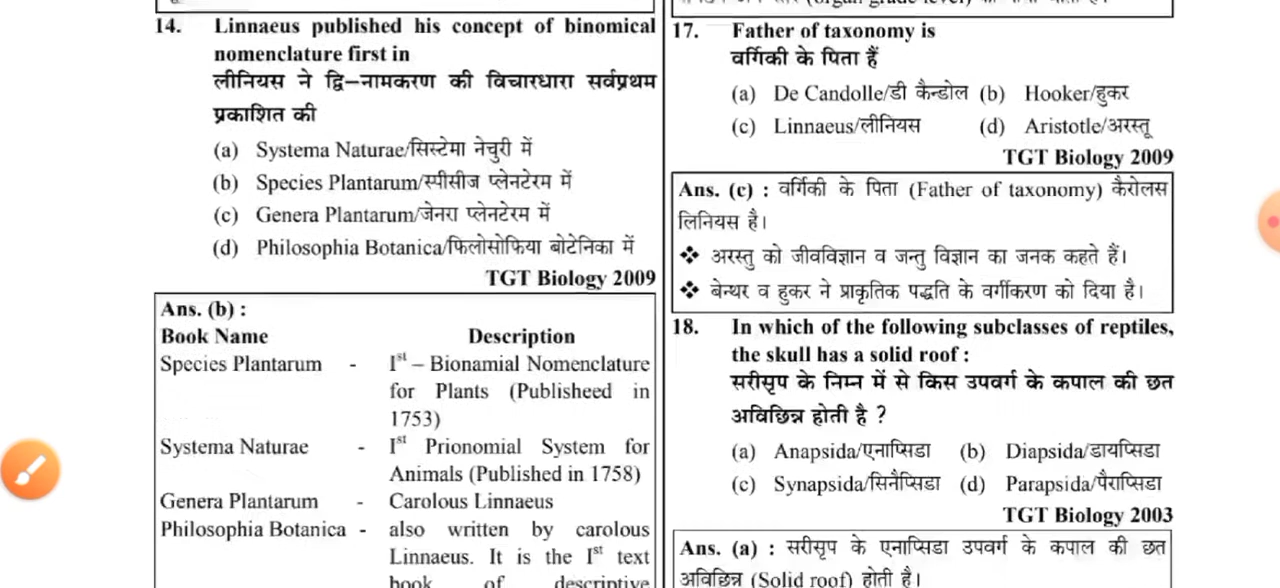 14. Linnaeus published his concept of binomical
nomenclature first in
लीनियस ने द्वि–नामकरण की विचारधारा सर्वप्रथम
प्रकाशित की
(a) Systema Naturae/सिस्टेमा नेचुरी में
(b) Species Plantarum/स्पीसीज प्लेनटेरम में
(c) Genera Plantarum/जेनरा प्लेनटेरम में
(d) Philosophia Botanica/फिलोसोफिया बोटेनिका में
TGT Biology 2009
Ans. (b) :
Book Name Description
Species Plantarum - Ist – Bionamial Nomenclature
for Plants (Publisheed in
1753)
Systema Naturae - Ist Prionomial System for
Animals (Published in 1758)
Genera Plantarum - Carolous Linnaeus
Philosophia Botanica - also written by carolous
Linnaeus. It is the Ist text
book of descriptive
(organ grade level)
17. Father of taxonomy is
वर्गिकी के पिता हैं
(a) De Candolle/डी कैन्डोल (b) Hooker/हुकर
(c) Linnaeus/लीनियस (d) Aristotle/अरस्तू
TGT Biology 2009
Ans. (c) : वर्गिकी के पिता (Father of taxonomy) कैरोलस
लिनियस है।
❖ अरस्तु को जीवविज्ञान व जन्तु विज्ञान का जनक कहते हैं।
❖ बेन्थर व हुकर ने प्राकृतिक पद्धति के वर्गीकरण को दिया है।
18. In which of the following subclasses of reptiles,
the skull has a solid roof :
सरीसृप के निम्न में से किस उपवर्ग के कपाल की छत
अविछिन्न होती है ?
(a) Anapsida/एनाप्सिडा (b) Diapsida/डायप्सिडा
(c) Synapsida/सिनैप्सिडा (d) Parapsida/पैराप्सिडा
TGT Biology 2003
Ans. (a) : सरीसृप के एनाप्सिडा उपवर्ग के कपाल की छत
अविछिन्न (Solid roof) होती है।